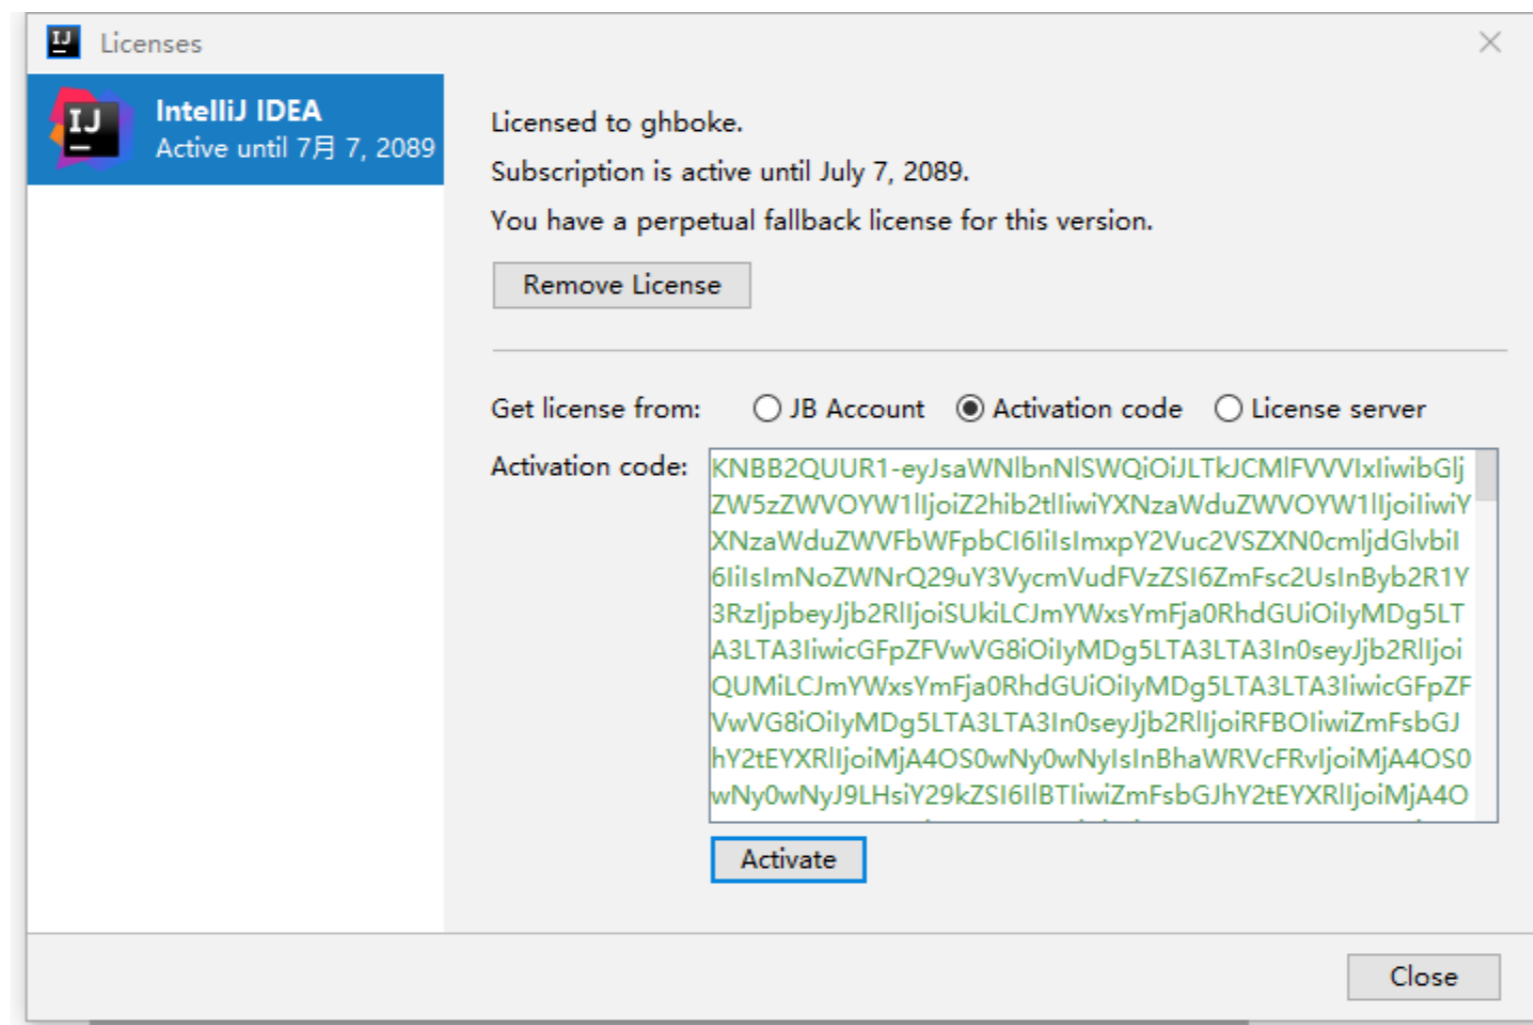 Licenses
IntelliJ IDEA
Active until 7月 7, 2089
Licensed to ghboke.
Subscription is active until July 7, 2089.
You have a perpetual fallback license for this version.
Remove License
Get license from: JB Account Activation code License server
Activation code:
KNBB2QUUR1-eyJsaWNlbnNlSWQiOiJLTkJCMlFVVVIxIiwibGlj
ZW5zZWVOYW1lIjoiZ2hib2tlIiwiYXNzaWduZWVOYW1lIjoiIiwiY
XNzaWduZWVFbWFpbCI6IiIsImxpY2Vuc2VSZXN0cmljdGlvbiI
6IiIsImNoZWNrQ29uY3VycmVudFVzZSI6ZmFsc2UsInByb2R1Y
3RzIjpbeyJjb2RlIjoiSUkiLCJmYWxsYmFja0RhdGUiOiIyMDg5LT
A3LTA3IiwicGFpZFVwVG8iOiIyMDg5LTA3LTA3In0seyJjb2RlIjoi
QUMiLCJmYWxsYmFja0RhdGUiOiIyMDg5LTA3LTA3IiwicGFpZF
VwVG8iOiIyMDg5LTA3LTA3In0seyJjb2RlIjoiRFBOIiwiZmFsbGJ
hY2tEYXRlIjoiMjA4OS0wNy0wNyIsInBhaWRVcFRvIjoiMjA4OS0
wNy0wNyJ9LHsiY29kZSI6IlBTIiwiZmFsbGJhY2tEYXRlIjoiMjA4O
Activate
Close